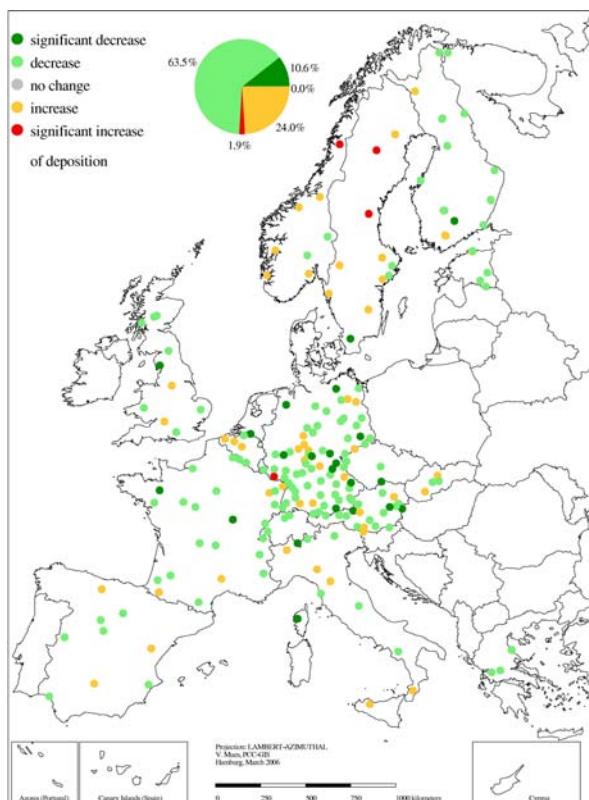 significant decrease
decrease
no change
increase
significant increase
of deposition
63.5%
10.6%
0.0%
24.0%
1.9%
Projection: LAMBERT-AZIMUTHAL
V. Mues, PCC-GIS
Hamburg, March 2006
Azores (Portugal)
Canary Islands (Spain)
0
250
500
750
1000 kilometers
Cyprus